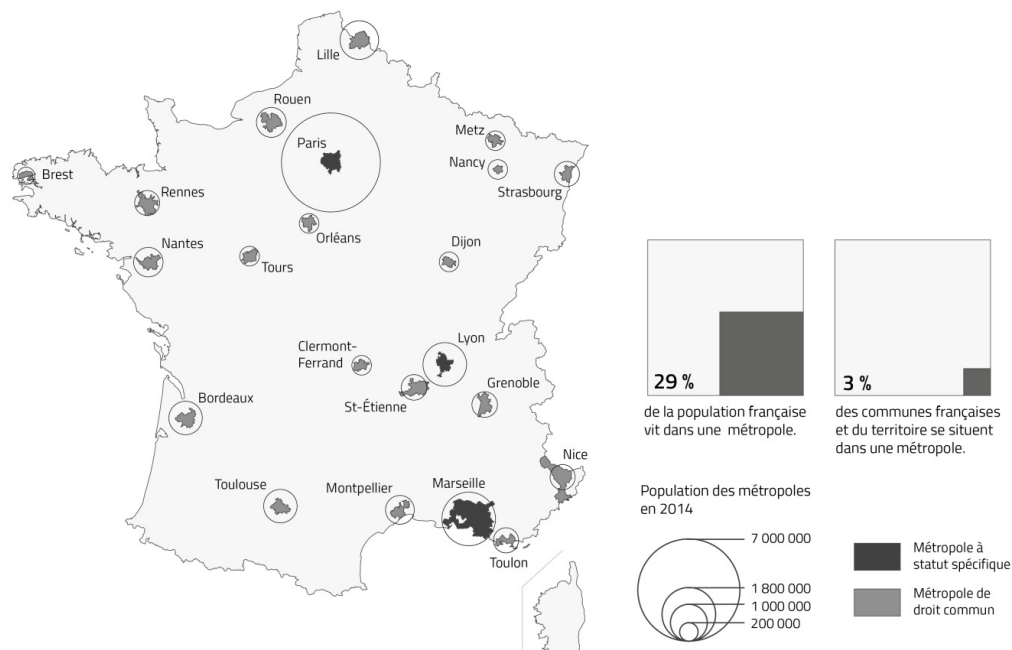 Lille
Rouen
Paris
Metz
Nancy
Strasbourg
Brest
Rennes
Orléans
Nantes
Tours
Dijon
Clermont-
Ferrand
Lyon
St-Étienne
Grenoble
Bordeaux
Nice
Toulouse
Montpellier
Marseille
Toulon
29 %
de la population française
vit dans une métropole.
3 %
des communes françaises
et du territoire se situent
dans une métropole.
Population des métropoles
en 2014
7 000 000
1 800 000
1 000 000
200 000
Métropole à
statut spécifique
Métropole de
droit commun